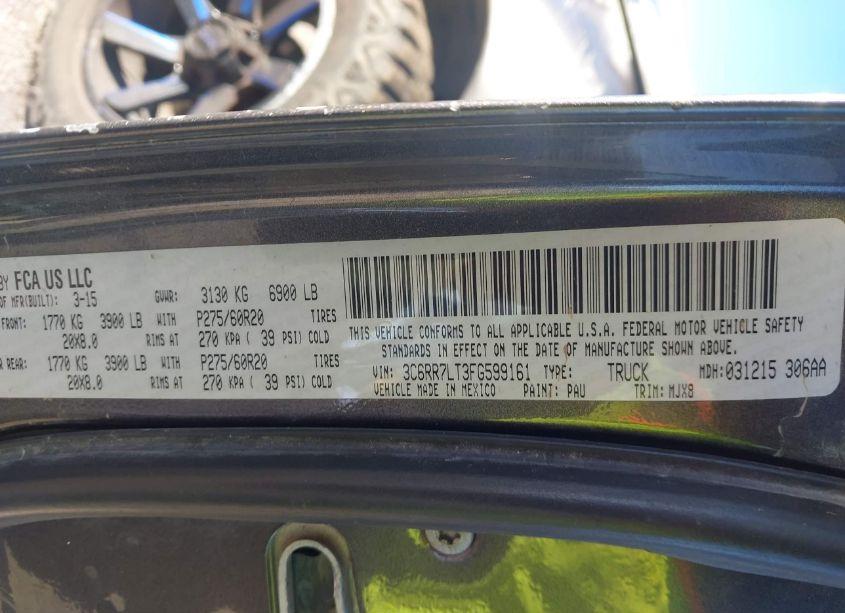 BY FCA US LLC
OF MFR(BUILT): 3-15 GVWR: 3130 KG 6900 LB
FRONT: 1770 KG 3900 LB WITH P275/60R20 TIRES
20X8.0 RIMS AT 270 KPA ( 39 PSI) COLD
REAR: 1770 KG 3900 LB WITH P275/60R20 TIRES
20X8.0 RIMS AT 270 KPA ( 39 PSI) COLD
THIS VEHICLE CONFORMS TO ALL APPLICABLE U.S.A. FEDERAL MOTOR VEHICLE SAFETY
STANDARDS IN EFFECT ON THE DATE OF MANUFACTURE SHOWN ABOVE.
VIN: 3C6RR7LT3FG599161 TYPE: TRUCK MDH: 031215 306AA
VEHICLE MADE IN MEXICO PAINT: PAU TRIM: MJX8